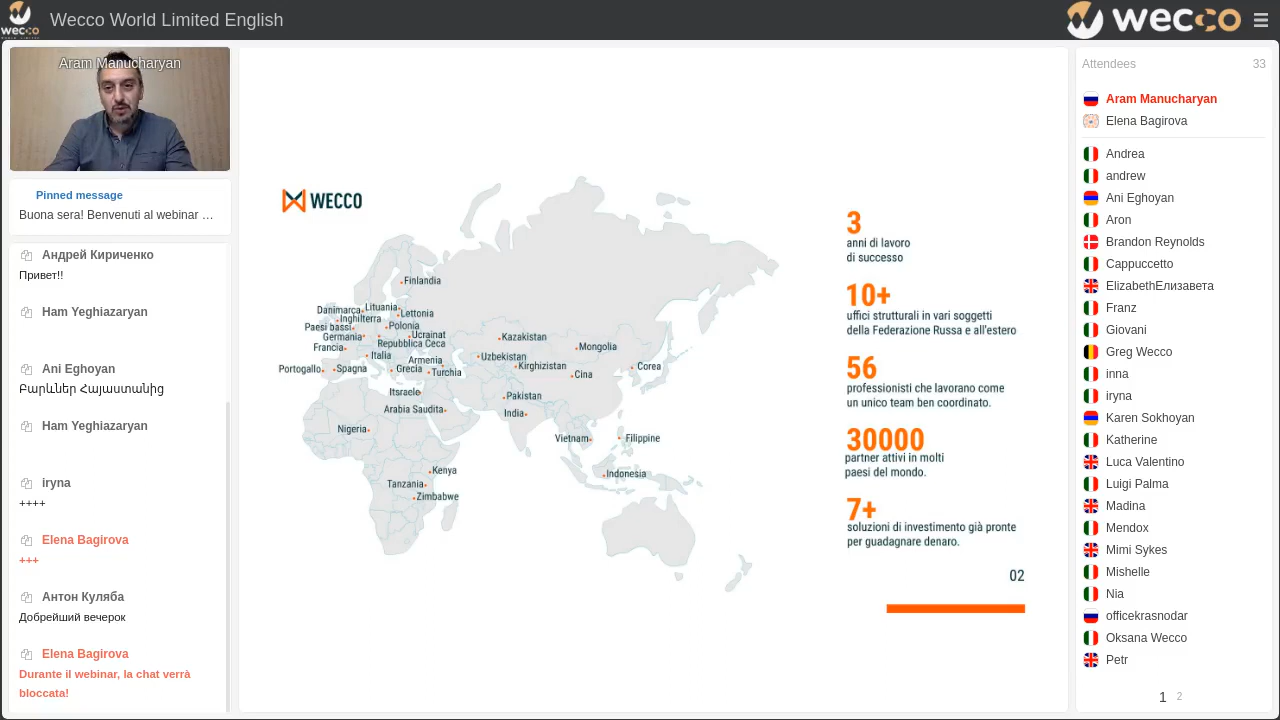 Wecco World Limited English
wecco
wecco
Aram Manucharyan
Pinned message
Buona sera! Benvenuti al webinar …
Андрей Кириченко
Привет!!
Ham Yeghiazaryan
Ani Eghoyan
Բարևներ Հայաստանից
Ham Yeghiazaryan
iryna
++++
Elena Bagirova
+++
Антон Куляба
Добрейший вечерок
Elena Bagirova
Durante il webinar, la chat verrà
bloccata!
WECCO
Finlandia
Danimarca
Lituania
Lettonia
Inghilterra
Paesi bassi
Polonia
Germania
Ucrainat
Repubblica Ceca
Francia
Italia
Portogallo
Spagna
Grecia
Armenia
Turchia
Kazakistan
Mongolia
Uzbekistan
Kirghizistan
Cina
Corea
Itsraele
Pakistan
Arabia Saudita
India
Nigeria
Vietnam
Filippine
Kenya
Indonesia
Tanzania
Zimbabwe
3
anni di lavoro
di successo
10+
uffici strutturali in vari soggetti
della Federazione Russa e all'estero
56
professionisti che lavorano come
un unico team ben coordinato.
30000
partner attivi in molti
paesi del mondo.
7+
soluzioni di investimento già pronte
per guadagnare denaro.
02
Attendees 33
Aram Manucharyan
Elena Bagirova
Andrea
andrew
Ani Eghoyan
Aron
Brandon Reynolds
Cappuccetto
ElizabethЕлизавета
Franz
Giovani
Greg Wecco
inna
iryna
Karen Sokhoyan
Katherine
Luca Valentino
Luigi Palma
Madina
Mendox
Mimi Sykes
Mishelle
Nia
officekrasnodar
Oksana Wecco
Petr
1 2